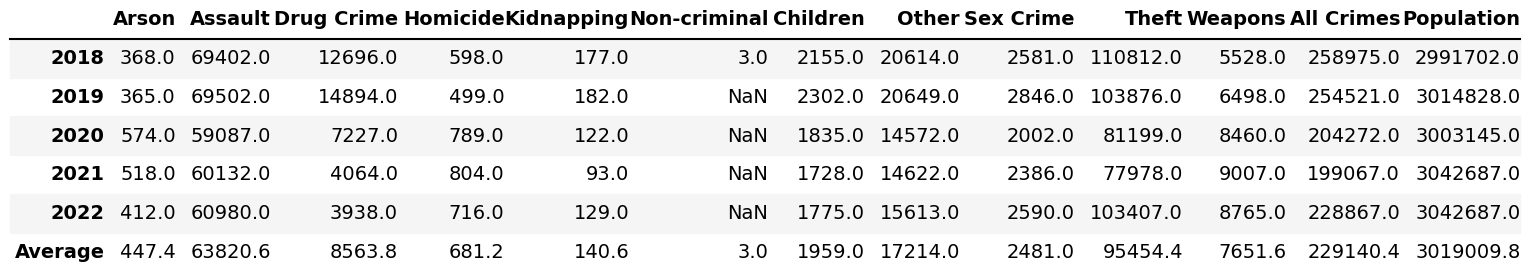 Arson Assault Drug Crime Homicide Kidnapping Non-criminal Children Other Sex Crime Theft Weapons All Crimes Population
2018 368.0 69402.0 12696.0 598.0 177.0 3.0 2155.0 20614.0 2581.0 110812.0 5528.0 258975.0 2991702.0
2019 365.0 69502.0 14894.0 499.0 182.0 NaN 2302.0 20649.0 2846.0 103876.0 6498.0 254521.0 3014828.0
2020 574.0 59087.0 7227.0 789.0 122.0 NaN 1835.0 14572.0 2002.0 81199.0 8460.0 204272.0 3003145.0
2021 518.0 60132.0 4064.0 804.0 93.0 NaN 1728.0 14622.0 2386.0 77978.0 9007.0 199067.0 3042687.0
2022 412.0 60980.0 3938.0 716.0 129.0 NaN 1775.0 15613.0 2590.0 103407.0 8765.0 228867.0 3042687.0
Average 447.4 63820.6 8563.8 681.2 140.6 3.0 1959.0 17214.0 2481.0 95454.4 7651.6 229140.4 3019009.8